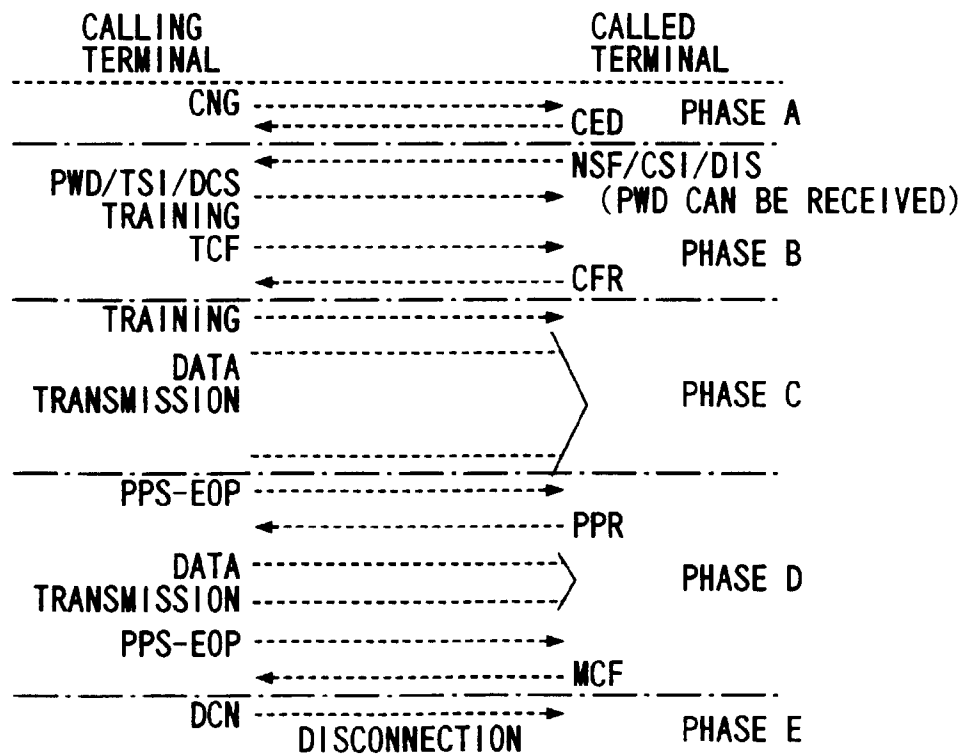 CALLING TERMINAL
CALLED TERMINAL
CNG
CED
PHASE A
NSF/CSI/DIS
PWD/TSI/DCS
(PWD CAN BE RECEIVED)
TRAINING
TCF
PHASE B
CFR
TRAINING
DATA TRANSMISSION
PHASE C
PPS-EOP
PPR
DATA TRANSMISSION
PHASE D
PPS-EOP
MCF
DCN
DISCONNECTION
PHASE E